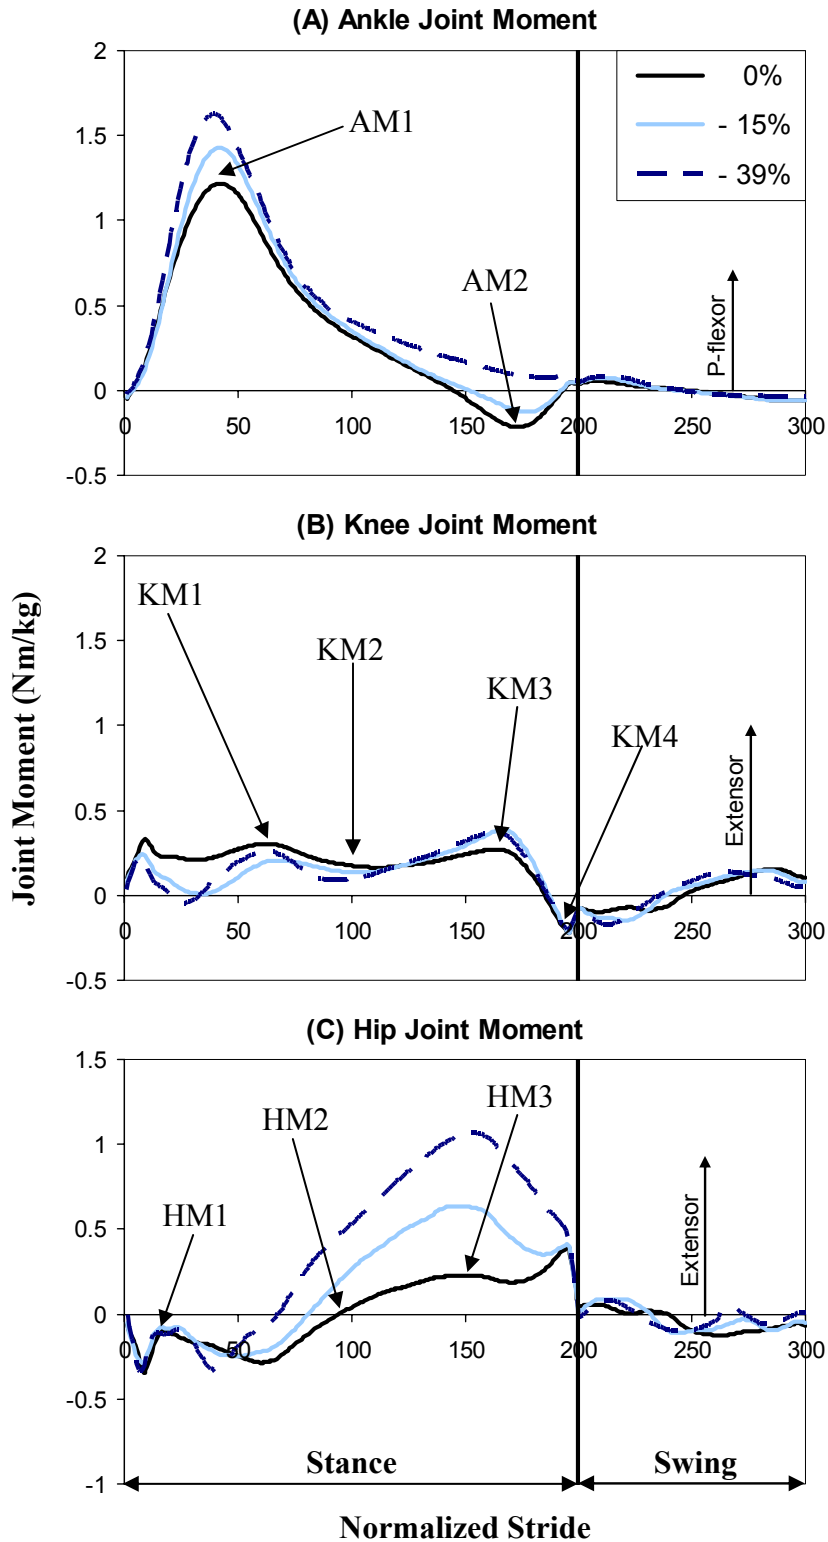 (A) Ankle Joint Moment
2
1.5
1
0.5
0
-0.5
0
50
100
150
200
250
300
AM1
AM2
0%
- 15%
- 39%
P-flexor
(B) Knee Joint Moment
Joint Moment (Nm/kg)
2
1.5
1
0.5
0
-0.5
0
50
100
150
200
250
300
KM1
KM2
KM3
KM4
Extensor
(C) Hip Joint Moment
1.5
1
0.5
0
-0.5
-1
0
50
100
150
200
250
300
HM1
HM2
HM3
Extensor
Stance
Swing
Normalized Stride